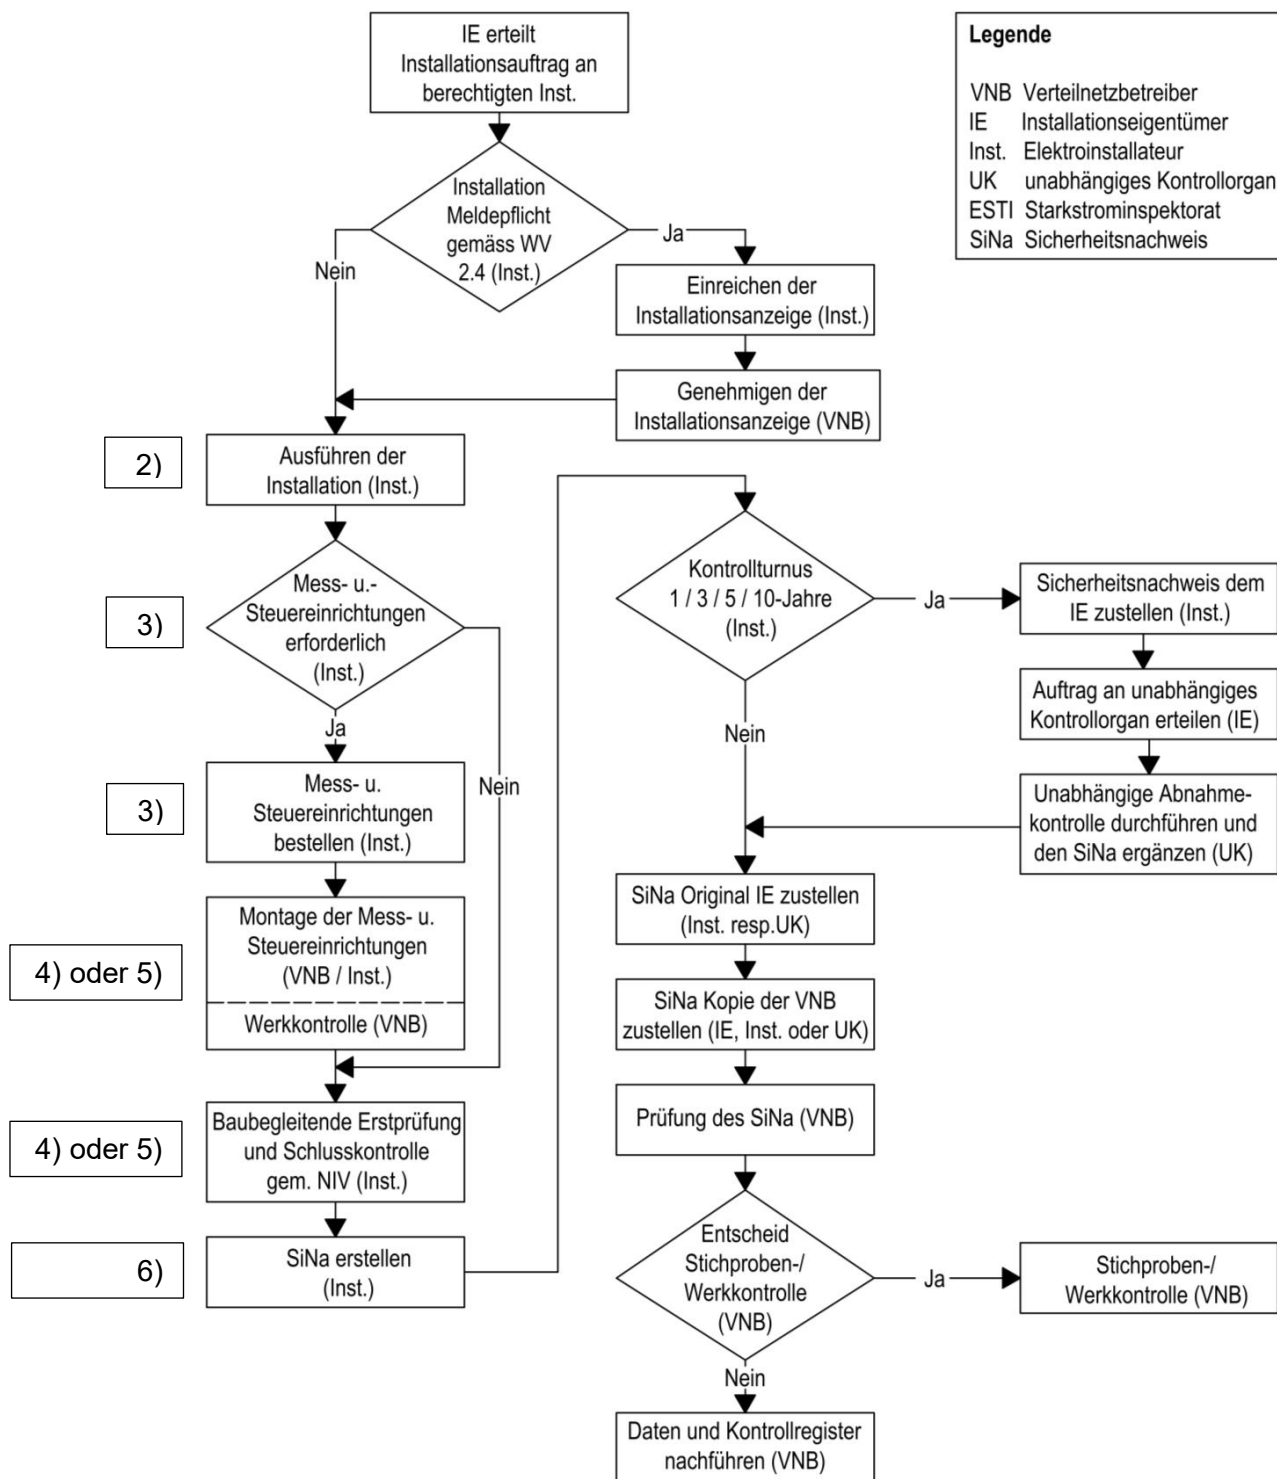 IE erteilt
Installationsauftrag an
berechtigten Inst.
Legende
VNB Verteilnetzbetreiber
IE Installationseigentümer
Inst. Elektroinstallateur
UK unabhängiges Kontrollorgan
ESTI Starkstrominspektorat
SiNa Sicherheitsnachweis
Installation
Meldepflicht
gemäss WV
2.4 (Inst.)
Ja
Nein
Einreichen der
Installationsanzeige (Inst.)
Genehmigen der
Installationsanzeige (VNB)
2)
Ausführen der
Installation (Inst.)
3)
Mess- u.-
Steuereinrichtungen
erforderlich
(Inst.)
Ja
Nein
3)
Mess- u.
Steuereinrichtungen
bestellen (Inst.)
4) oder 5)
Montage der Mess- u.
Steuereinrichtungen
(VNB / Inst.)
Werkkontrolle (VNB)
4) oder 5)
Baubegleitende Erstprüfung
und Schlusskontrolle
gem. NIV (Inst.)
6)
SiNa erstellen
(Inst.)
Kontrollturnus
1 / 3 / 5 / 10-Jahre
(Inst.)
Ja
Nein
Sicherheitsnachweis dem
IE zustellen (Inst.)
Auftrag an unabhängiges
Kontrollorgan erteilen (IE)
Unabhängige Abnahme-
kontrolle durchführen und
den SiNa ergänzen (UK)
SiNa Original IE zustellen
(Inst. resp.UK)
SiNa Kopie der VNB
zustellen (IE, Inst. oder UK)
Prüfung des SiNa (VNB)
Entscheid
Stichproben-/
Werkkontrolle
(VNB)
Ja
Stichproben-/
Werkkontrolle (VNB)
Nein
Daten und Kontrollregister
nachführen (VNB)